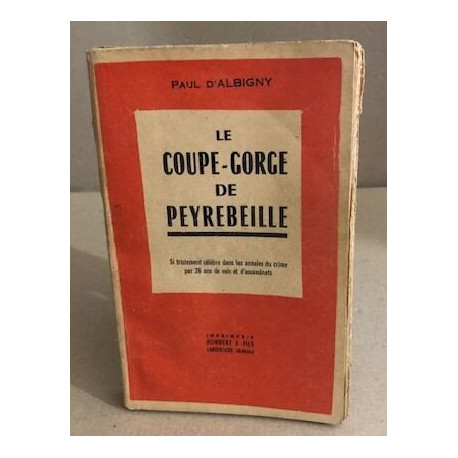 PAUL D'ALBIGNY
LE
COUPE-GORGE
DE
PEYREBEILLE
Si tristement célèbre dans les annales du crime
par 26 ans de vols et d'assassinats
IMPRIMERIE
HUMBERT & FILS
LARGENTIÈRE (Ardèche)